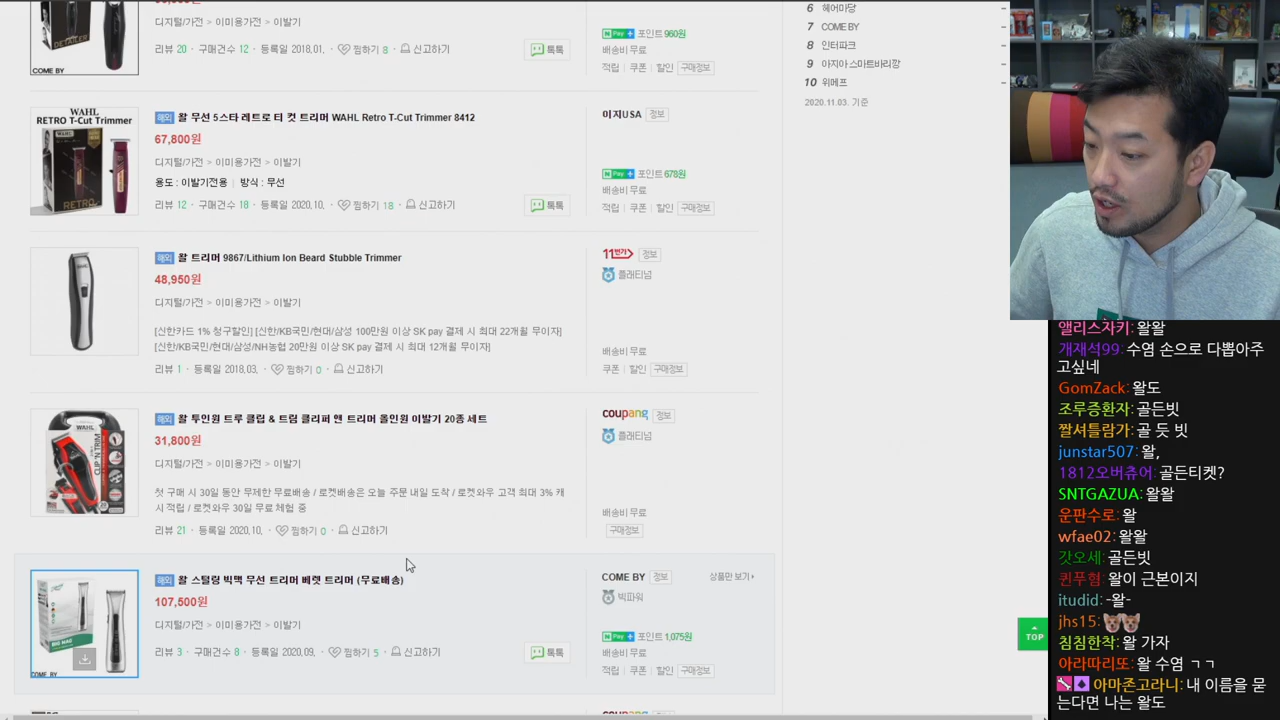 디지털/가전 > 이미용가전 > 이발기
리뷰 20 · 구매건수 12 · 등록일 2018.01. · 찜하기 8 · 신고하기
톡톡
N Pay + 포인트 960원
배송비 무료
적립 쿠폰 할인 구매정보
DETAILER
COME BY
해외 왈 무선 5스타 레트로 티 컷 트리머 WAHL Retro T-Cut Trimmer 8412
67,800원
디지털/가전 > 이미용가전 > 이발기
용도 : 이발기전용 | 방식 : 무선
리뷰 12 · 구매건수 18 · 등록일 2020.10. · 찜하기 18 · 신고하기
톡톡
이지USA 정보
N Pay + 포인트 678원
배송비 무료
적립 쿠폰 할인 구매정보
WAHL
RETRO T-Cut Trimmer
RETRO
해외 왈 트리머 9867/Lithium Ion Beard Stubble Trimmer
48,950원
디지털/가전 > 이미용가전 > 이발기
[신한카드 1% 청구할인] [신한/KB국민/현대/삼성 100만원 이상 SK pay 결제 시 최대 22개월 무이자]
[신한/KB국민/현대/삼성/NH농협 20만원 이상 SK pay 결제 시 최대 12개월 무이자]
리뷰 1 · 등록일 2018.03. · 찜하기 0 · 신고하기
11번가 정보
플래티넘
배송비 무료
쿠폰 할인 구매정보
해외 왈 투인원 트루 클립 & 트림 클리퍼 앤 트리머 올인원 이발기 20종 세트
31,800원
디지털/가전 > 이미용가전 > 이발기
첫 구매 시 30일 동안 무제한 무료배송 / 로켓배송은 오늘 주문 내일 도착 / 로켓와우 고객 최대 3% 캐
시 적립 / 로켓와우 30일 무료 체험 중
리뷰 21 · 등록일 2020.10. · 찜하기 0 · 신고하기
coupang 정보
플래티넘
배송비 무료
구매정보
WAHL
CLIP 'N TRIM
해외 왈 스털링 빅맥 무선 트리머 베렛 트리머 (무료배송)
107,500원
디지털/가전 > 이미용가전 > 이발기
리뷰 3 · 구매건수 8 · 등록일 2020.09. · 찜하기 5 · 신고하기
톡톡
COME BY 정보 상품만 보기
빅파워
N Pay + 포인트 1,075원
배송비 무료
적립 쿠폰 할인 구매정보
BIG MAG
COME BY
6 헤어마당
7 COME BY
8 인터파크
9 아지아 스마트바리깡
10 위메프
2020.11.03. 기준
TOP
앨리스자키: 왈왈
개재석99: 수염 손으로 다뽑아주
고싶네
GomZack: 왈도
조루증환자: 골든빗
짤셔틀람가: 골 듯 빗
junstar507: 왈,
1812오버츄어: 골든티켓?
SNTGAZUA: 왈왈
운판수로: 왈
wfae02: 왈왈
갓오세: 골든빗
퀸푸험: 왈이 근본이지
itudid: -왈-
jhs15:
침침한착: 왈 가자
아라따리또: 왈 수염 ㄱㄱ
아마존고라니: 내 이름을 묻
는다면 나는 왈도